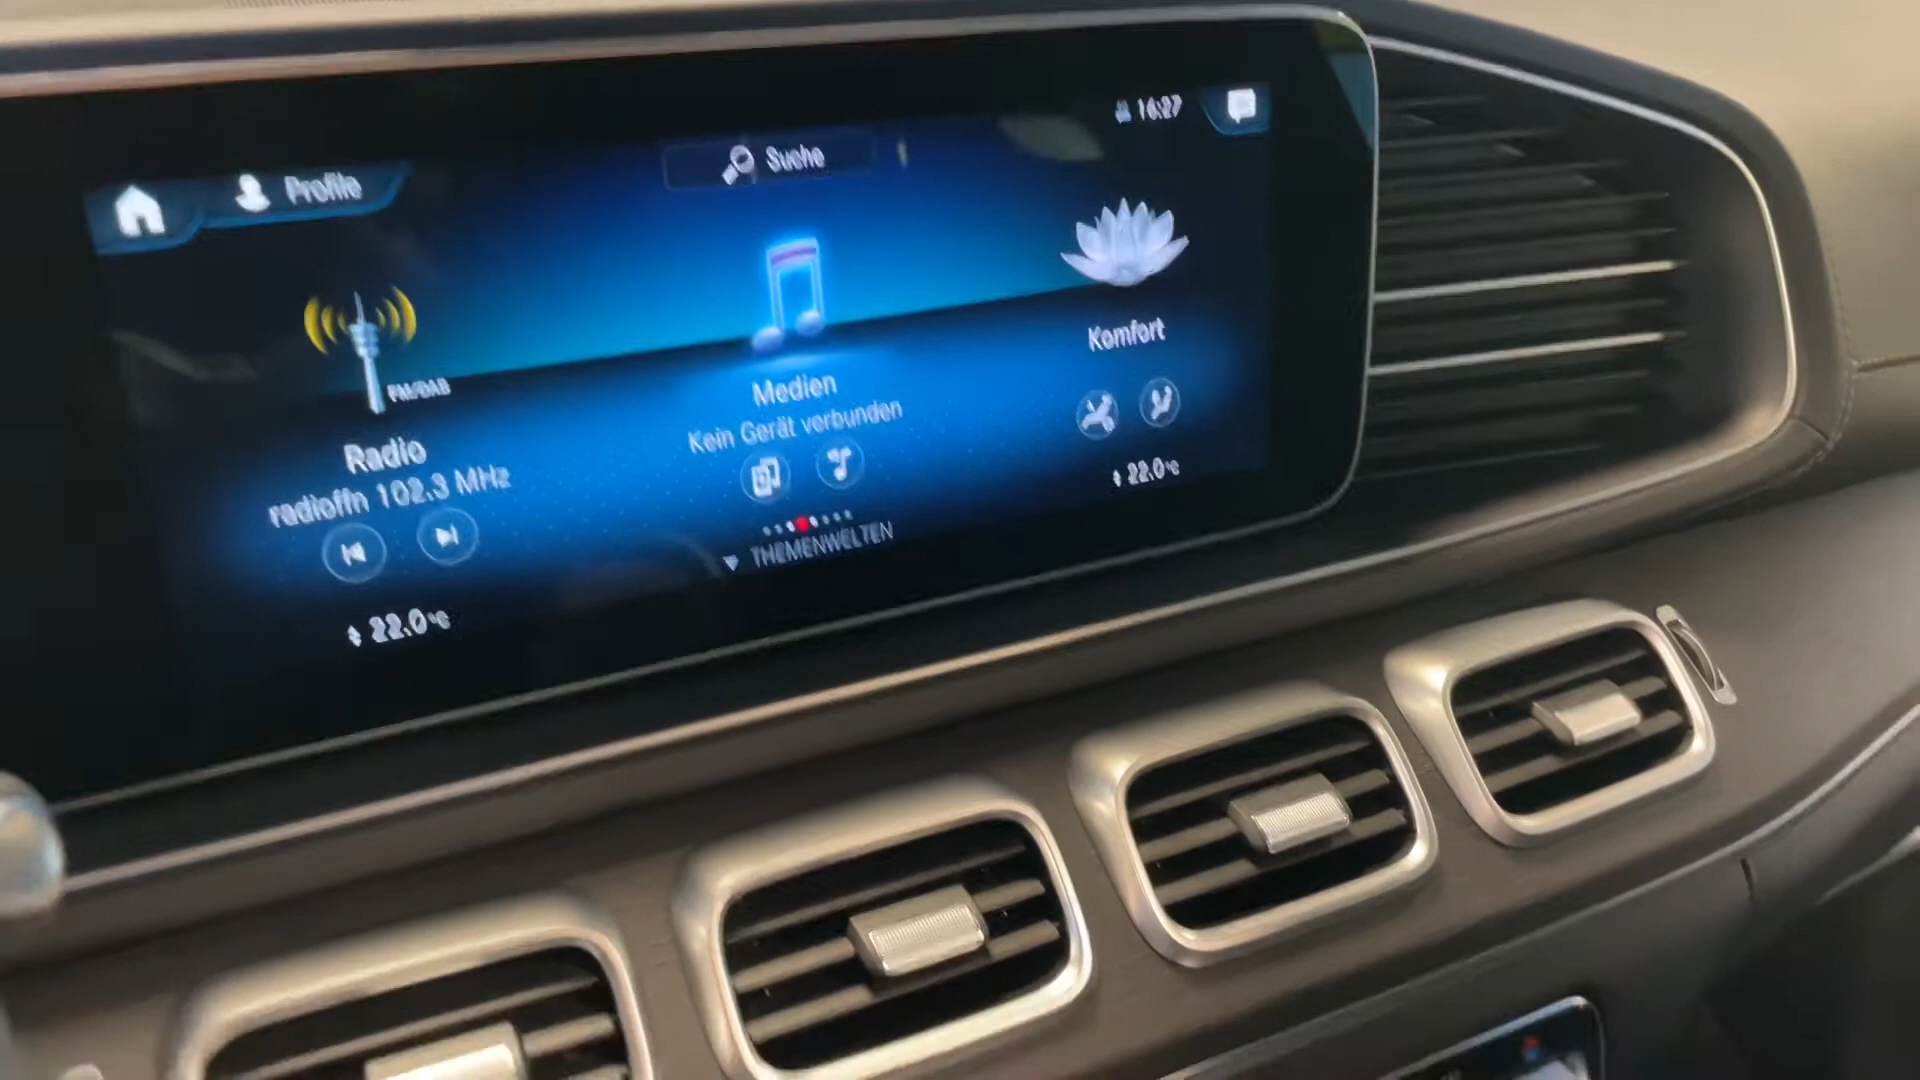 16:27
Suche
Profile
FM/DAB
Radio
radioffn 102.3 MHz
22.0°C
Medien
Kein Gerät verbunden
THEMENWELTEN
Komfort
22.0°C